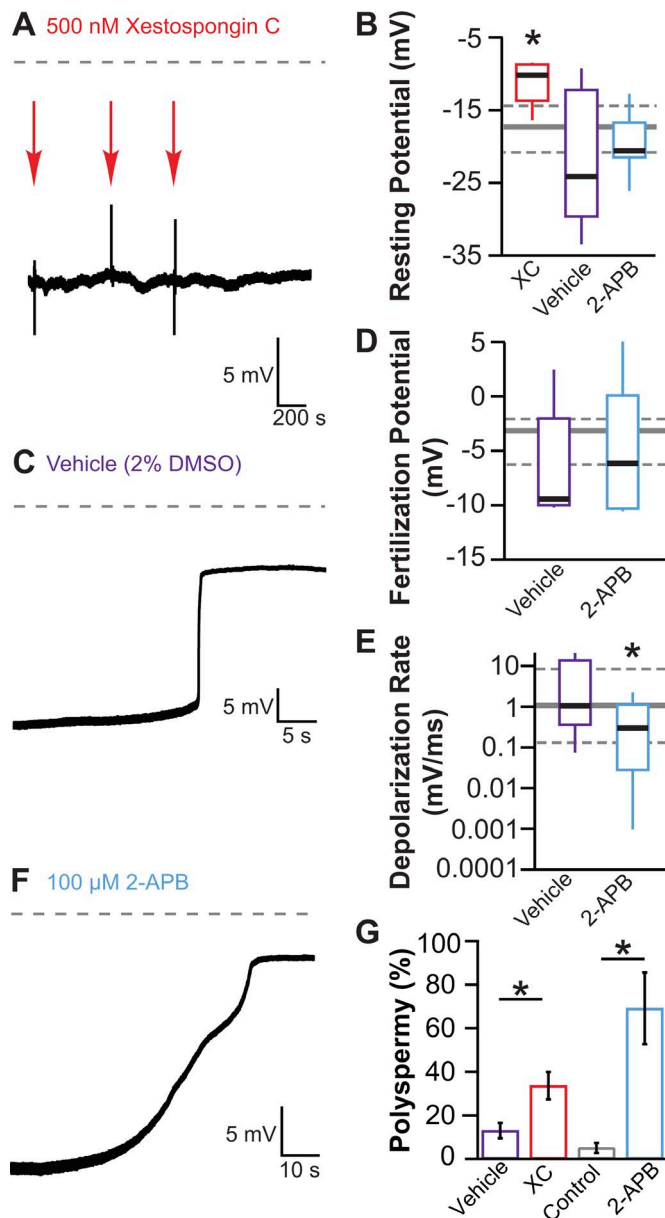 A 500 nM Xestospongin C
5 mV
200 s
B
Resting Potential (mV)
-5
-15
-25
-35
*
XC
Vehicle
2-APB
C Vehicle (2% DMSO)
5 mV
5 s
D
Fertilization Potential
(mV)
5
0
-5
-10
-15
Vehicle
2-APB
E
Depolarization Rate
(mV/ms)
10
1
0.1
0.01
0.001
0.0001
*
Vehicle
2-APB
F 100 µM 2-APB
5 mV
10 s
G
Polyspermy (%)
100
80
60
40
20
0
*
*
Vehicle
XC
Control
2-APB